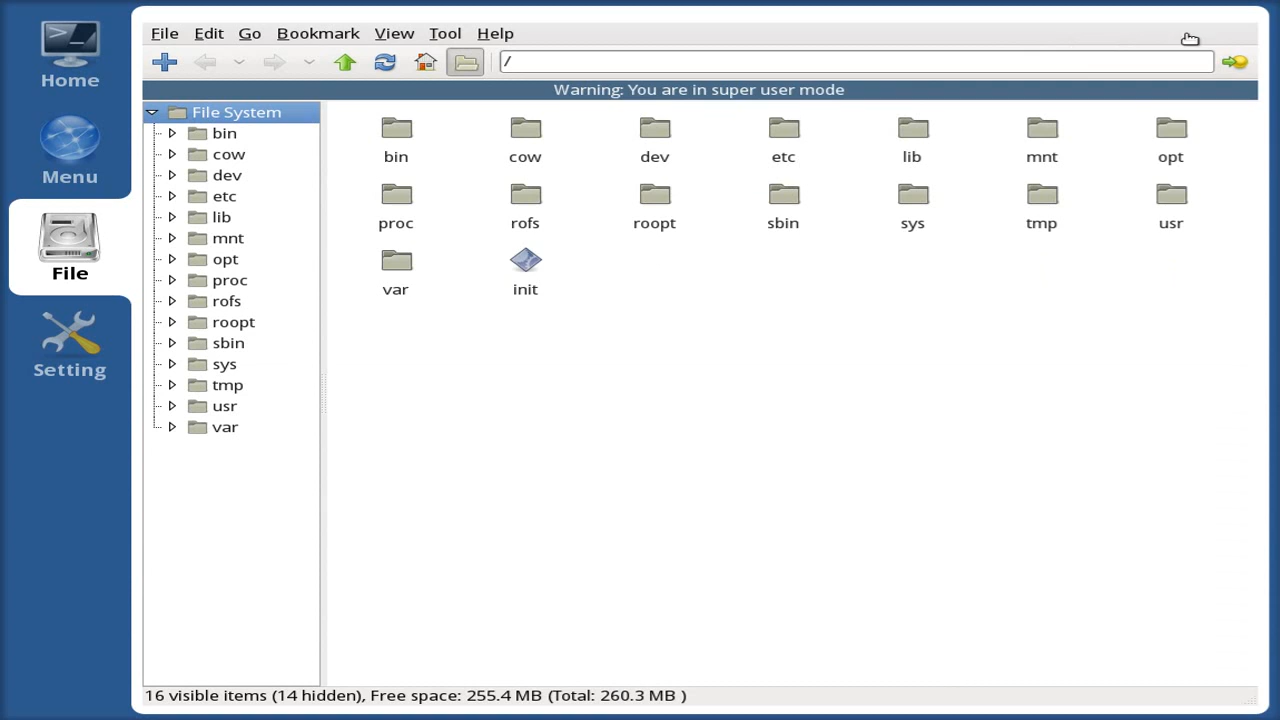 Home
Menu
File
Setting
File Edit Go Bookmark View Tool Help
/
Warning: You are in super user mode
File System
bin
cow
dev
etc
lib
mnt
opt
proc
rofs
roopt
sbin
sys
tmp
usr
var
bin cow dev etc lib mnt opt
proc rofs roopt sbin sys tmp usr
var init
16 visible items (14 hidden), Free space: 255.4 MB (Total: 260.3 MB )